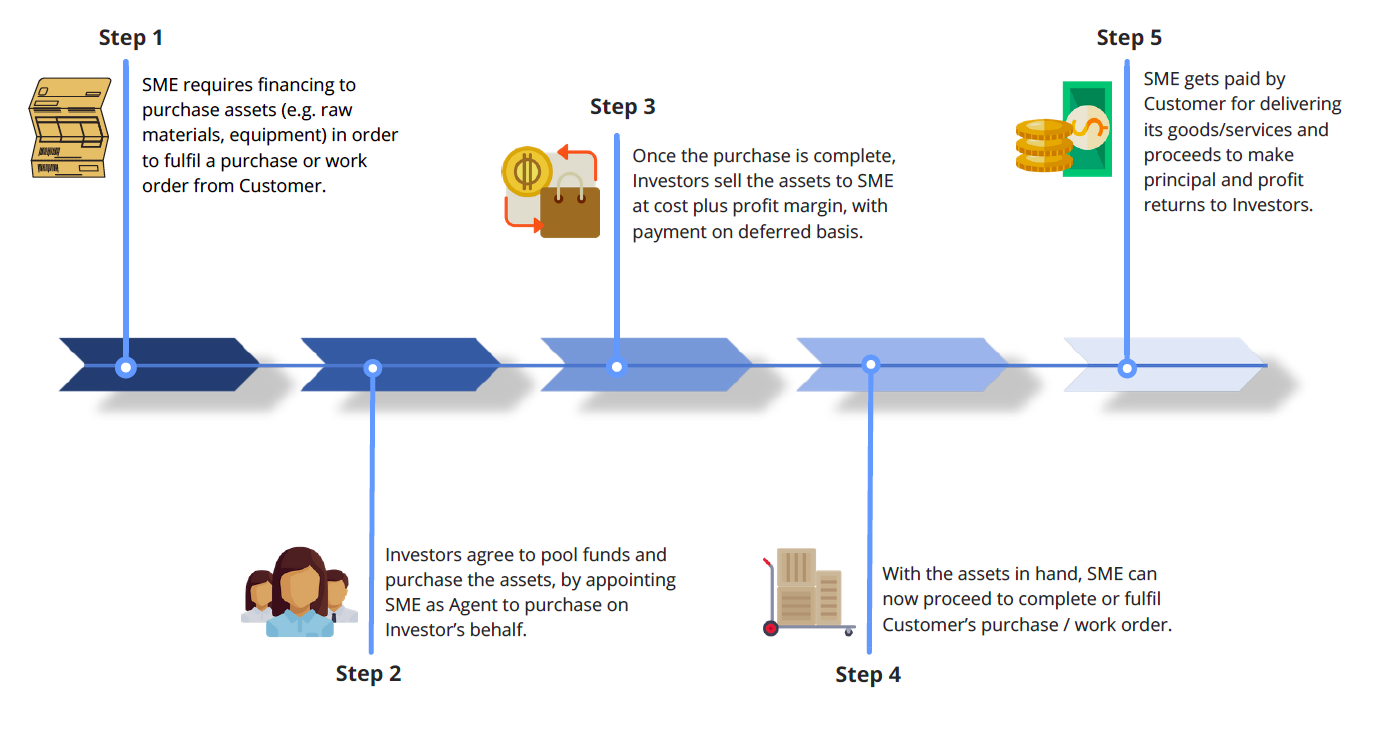 Step 1
SME requires financing to
purchase assets (e.g. raw
materials, equipment) in order
to fulfil a purchase or work
order from Customer.
Investors agree to pool funds and
purchase the assets, by appointing
SME as Agent to purchase on
Investor’s behalf.
Step 2
Step 3
Once the purchase is complete,
Investors sell the assets to SME
at cost plus profit margin, with
payment on deferred basis.
With the assets in hand, SME can
now proceed to complete or fulfil
Customer’s purchase / work order.
Step 4
Step 5
SME gets paid by
Customer for delivering
its goods/services and
proceeds to make
principal and profit
returns to Investors.